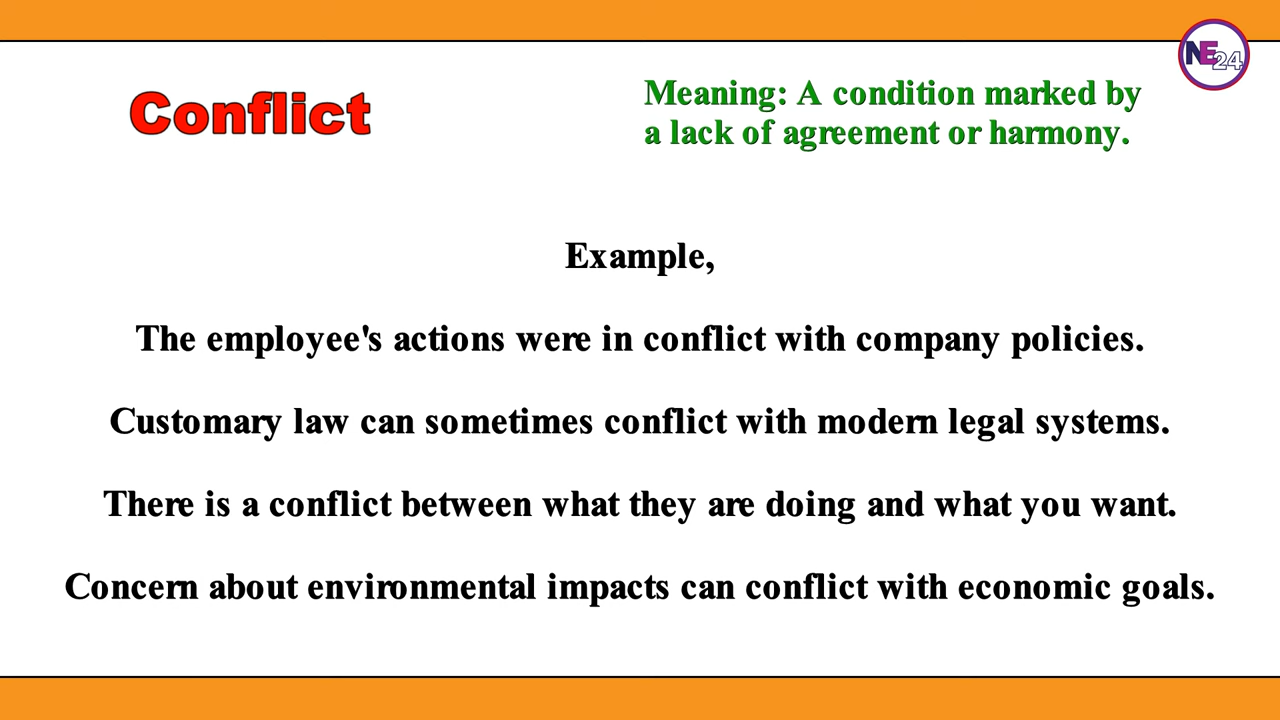 NE24
Conflict
Meaning: A condition marked by
a lack of agreement or harmony.
Example,
The employee's actions were in conflict with company policies.
Customary law can sometimes conflict with modern legal systems.
There is a conflict between what they are doing and what you want.
Concern about environmental impacts can conflict with economic goals.